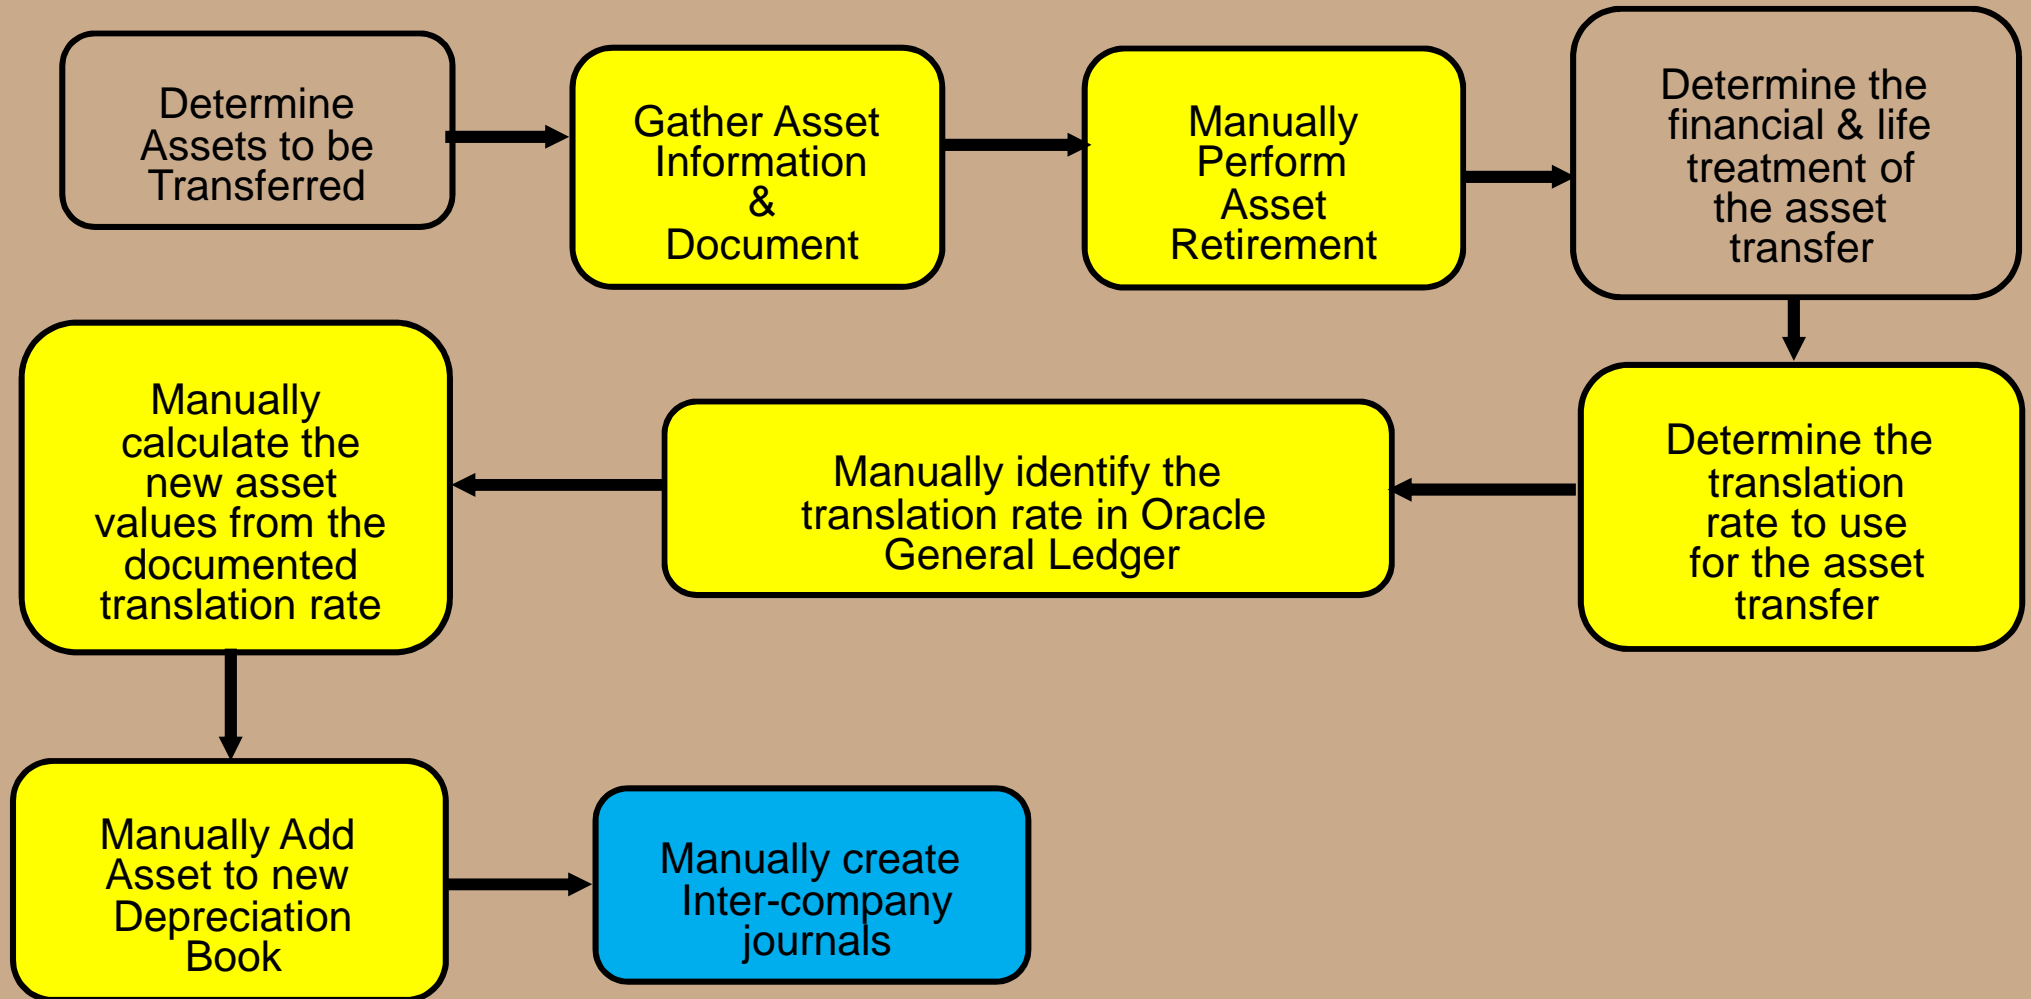 Determine
Assets to be
Transferred
Gather Asset
Information
&
Document
Manually
Perform
Asset
Retirement
Determine the
financial & life
treatment of
the asset
transfer
Determine the
translation
rate to use
for the asset
transfer
Manually identify the
translation rate in Oracle
General Ledger
Manually
calculate the
new asset
values from the
documented
translation rate
Manually Add
Asset to new
Depreciation
Book
Manually create
Inter-company
journals